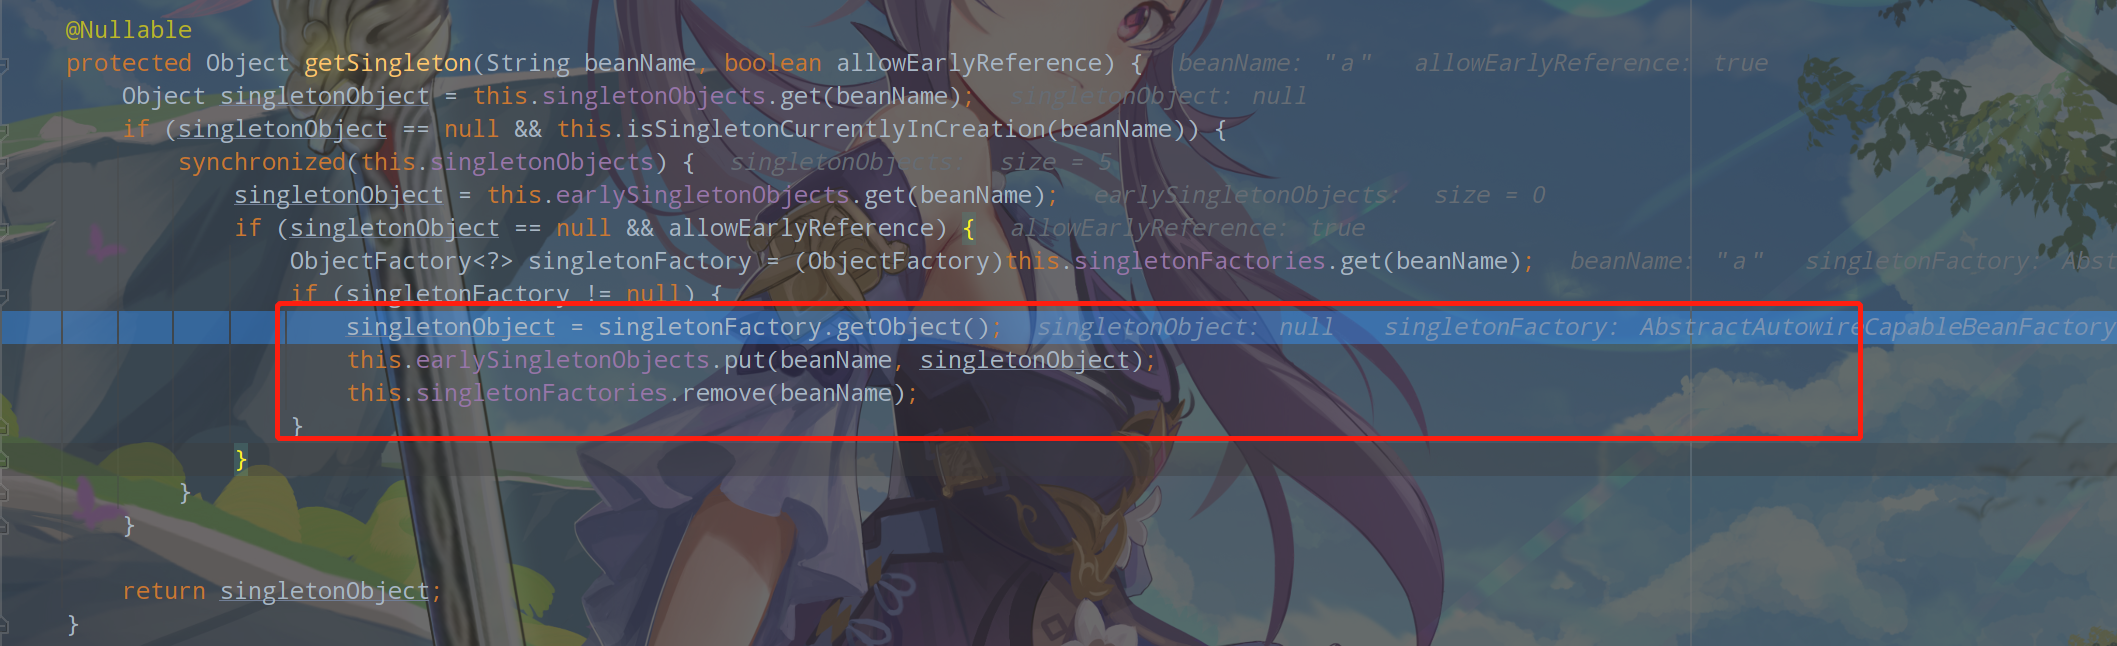 @Nullable
protected Object getSingleton(String beanName, boolean allowEarlyReference) { beanName: "a" allowEarlyReference: true
Object singletonObject = this.singletonObjects.get(beanName); singletonObject: null
if (singletonObject == null && this.isSingletonCurrentlyInCreation(beanName)) {
synchronized(this.singletonObjects) { singletonObjects: size = 5
singletonObject = this.earlySingletonObjects.get(beanName); earlySingletonObjects: size = 0
if (singletonObject == null && allowEarlyReference) { allowEarlyReference: true
ObjectFactory<?> singletonFactory = (ObjectFactory)this.singletonFactories.get(beanName); beanName: "a" singletonFactory: Abst
if (singletonFactory != null) {
singletonObject = singletonFactory.getObject(); singletonObject: null singletonFactory: AbstractAutowireCapableBeanFactory
this.earlySingletonObjects.put(beanName, singletonObject);
this.singletonFactories.remove(beanName);
}
}
}
}
return singletonObject;
}